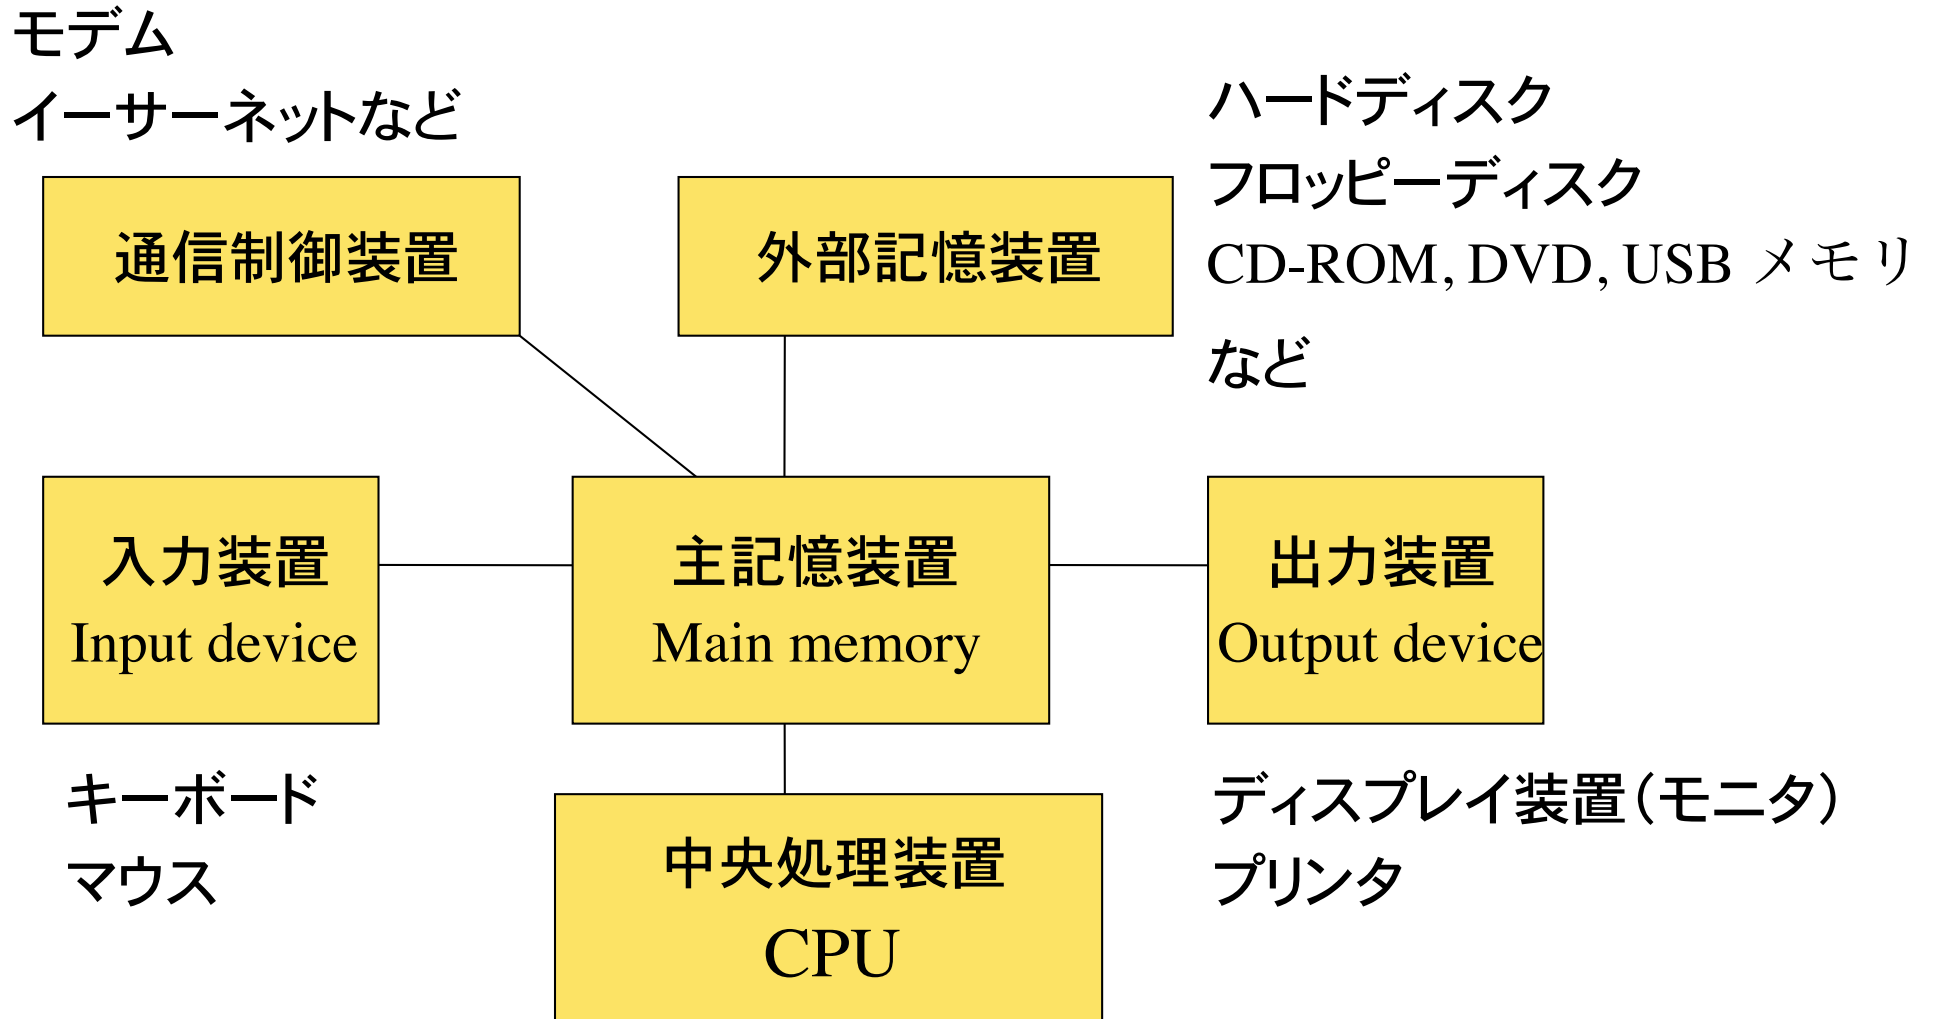 モデム
イーサーネットなど
通信制御装置
外部記憶装置
ハードディスク
フロッピーディスク
CD-ROM, DVD, USB メモリ
など
入力装置
Input device
主記憶装置
Main memory
出力装置
Output device
キーボード
マウス
中央処理装置
CPU
ディスプレイ装置(モニタ)
プリンタ